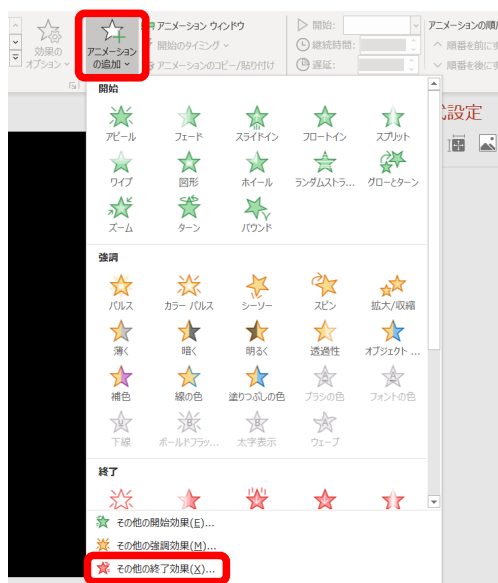 効果の
オプション
アニメーション
の追加
アニメーション ウィンドウ
開始のタイミング
アニメーションのコピー/貼り付け
開始:
継続時間:
遅延:
アニメーションの順
順番を前にす
順番を後にす
式設定
開始
アピール フェード スライドイン フロートイン スプリット
ワイプ 図形 ホイール ランダムストラ... グローとターン
ズーム ターン バウンド
強調
パルス カラー パルス シーソー スピン 拡大/収縮
薄く 暗く 明るく 透過性 オブジェクト ...
補色 線の色 塗りつぶしの色 ブラシの色 フォントの色
下線 ボールドフラッ... 太字表示 ウェーブ
終了
その他の開始効果(E)...
その他の強調効果(M)...
その他の終了効果(X)...